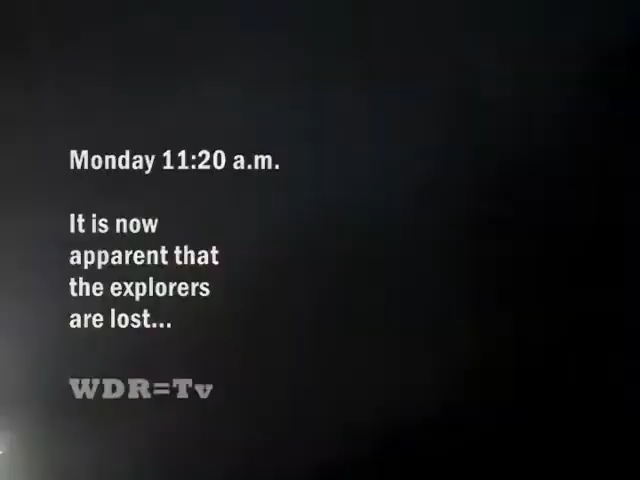 Monday 11:20 a.m.
It is now
apparent that
the explorers
are lost...
WDR=Tv